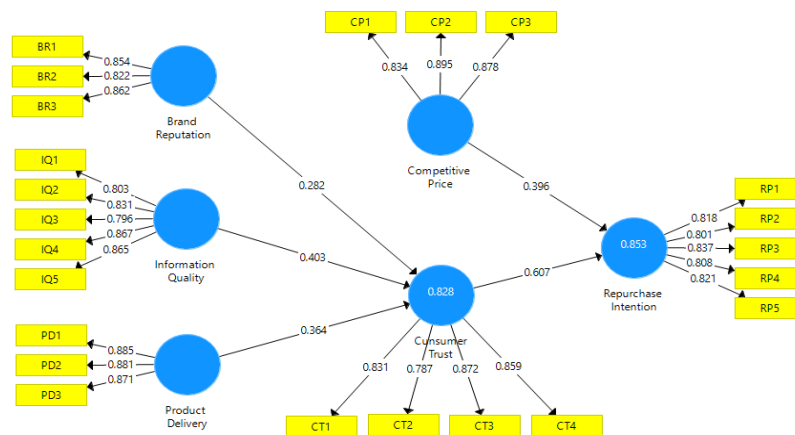 CP1
CP2
CP3
0.834
0.895
0.878
Competitive
Price
BR1
BR2
BR3
0.854
0.822
0.862
Brand
Reputation
0.282
0.396
IQ1
IQ2
IQ3
IQ4
IQ5
0.803
0.831
0.796
0.867
0.865
Information
Quality
0.403
PD1
PD2
PD3
0.885
0.881
0.871
Product
Delivery
0.364
0.828
Cunsumer
Trust
0.607
0.831
0.787
0.872
0.859
CT1
CT2
CT3
CT4
0.853
Repurchase
Intention
0.818
0.801
0.837
0.808
0.821
RP1
RP2
RP3
RP4
RP5